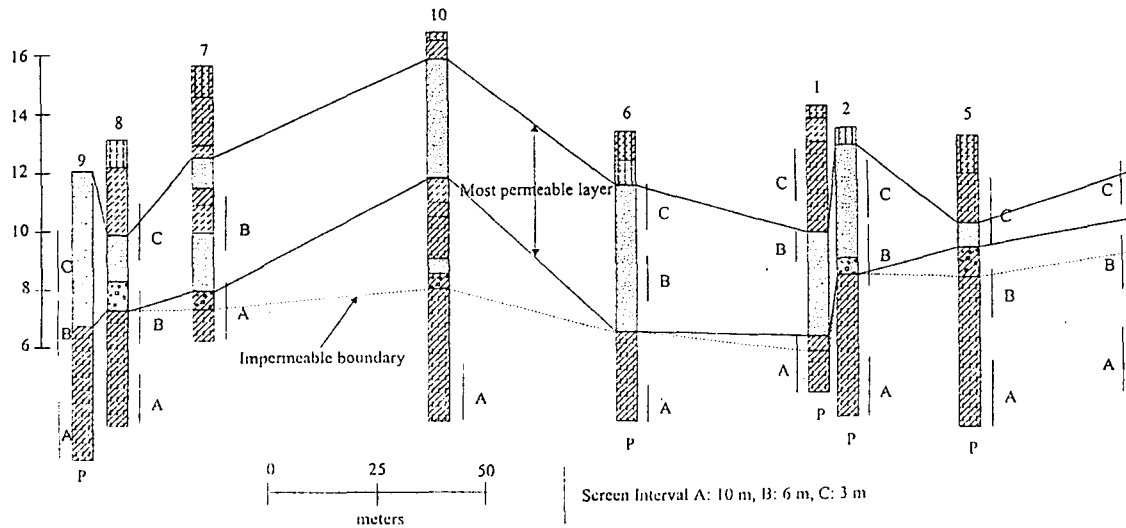 10
16
7
14
1
8
6
2
5
9
12
Most permeable layer
C
C
C
C
10
C
B
C
B
B
C
8
B
B
B
B
B
A
6
Impermeable boundary
A
A
A
A
A
A
A
A
P
P
P
P
P
0 25 50
meters
Screen Interval A: 10 m, B: 6 m, C: 3 m